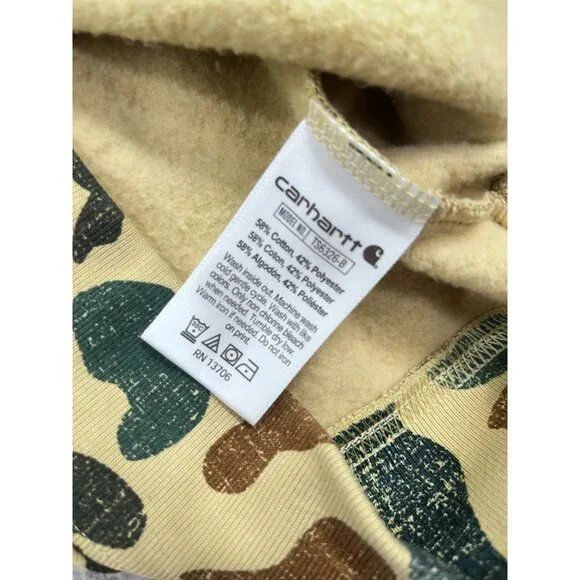 carhartt
MODEL NO. TS6326-B
58% Cotton, 42% Polyester
58% Coton, 42% Polyester
58% Algodon, 42% Poliéster
Wash inside out. Machine wash
cold gentle cycle. Wash with like
colors. Only non chlorine bleach
when needed. Tumble dry low.
Warm iron if needed. Do not iron
on print.
RN 13706